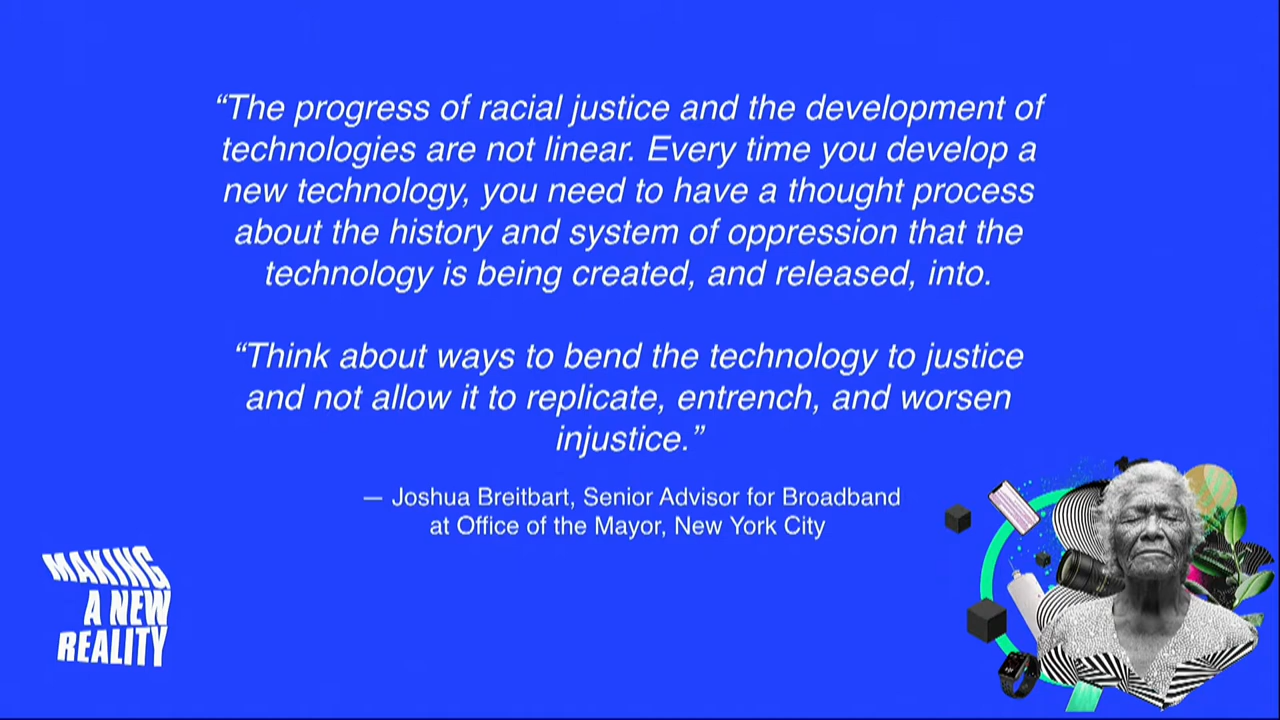 “The progress of racial justice and the development of
technologies are not linear. Every time you develop a
new technology, you need to have a thought process
about the history and system of oppression that the
technology is being created, and released, into.
“Think about ways to bend the technology to justice
and not allow it to replicate, entrench, and worsen
injustice.”
— Joshua Breitbart, Senior Advisor for Broadband
at Office of the Mayor, New York City
MAKING
A NEW
REALITY